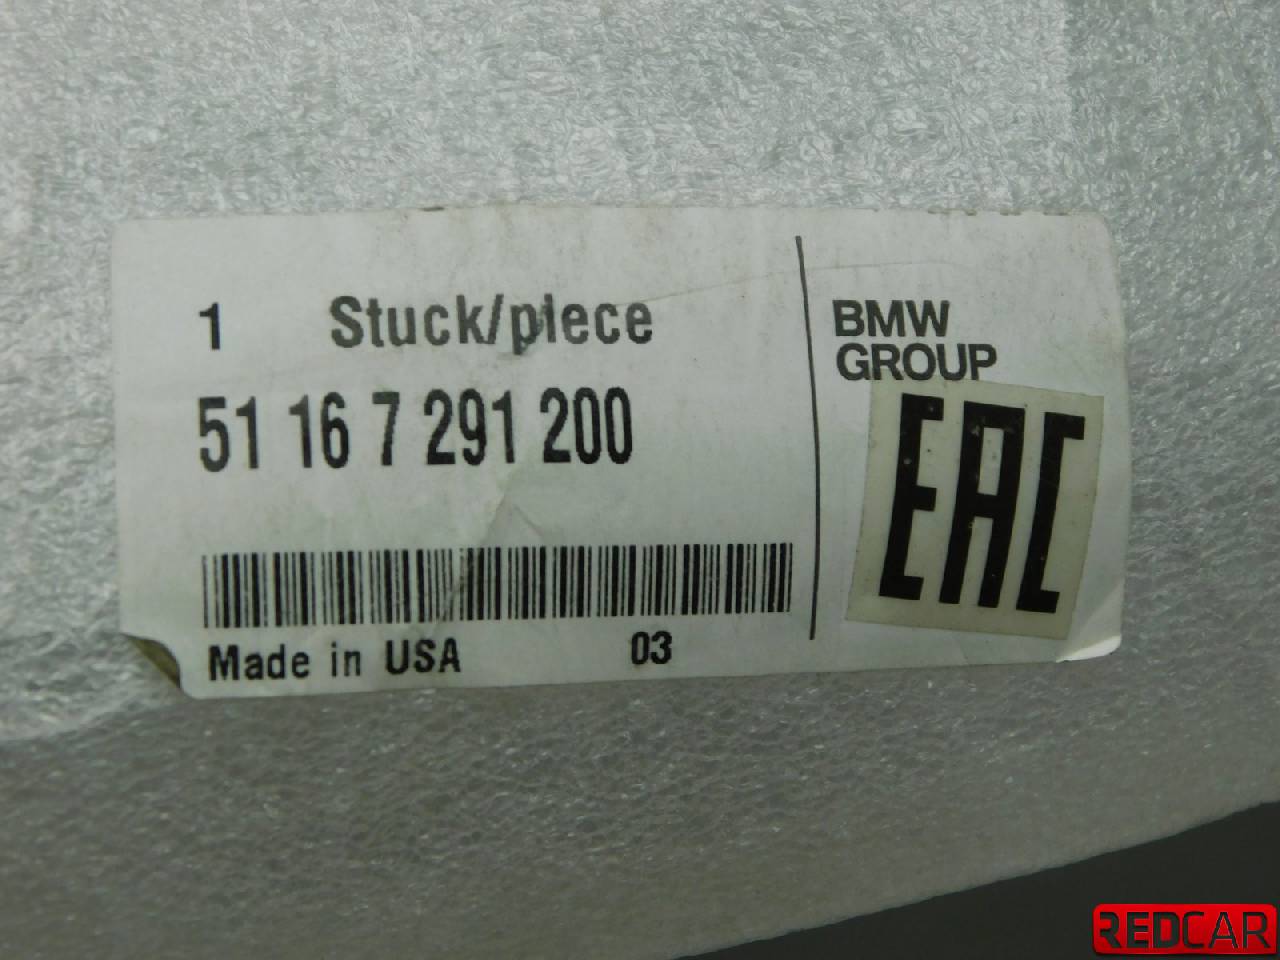 1 Stuck/piece
51 16 7 291 200
Made in USA 03
BMW
GROUP
EAC
REDCAR